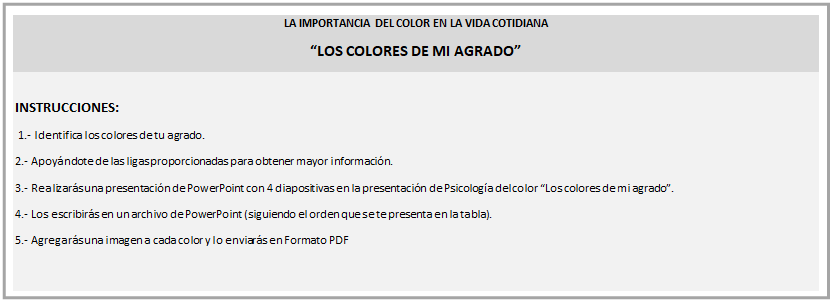 LA IMPORTANCIA DEL COLOR EN LA VIDA COTIDIANA
“LOS COLORES DE MI AGRADO”
INSTRUCCIONES:
1.- Identifica los colores de tu agrado.
2.- Apoyándote de las ligas proporcionadas para obtener mayor información.
3.- Realizarás una presentación de PowerPoint con 4 diapositivas en la presentación de Psicología del color “Los colores de mi agrado”.
4.- Los escribirás en un archivo de PowerPoint (siguiendo el orden que se te presenta en la tabla).
5.- Agregarás una imagen a cada color y lo enviarás en Formato PDF